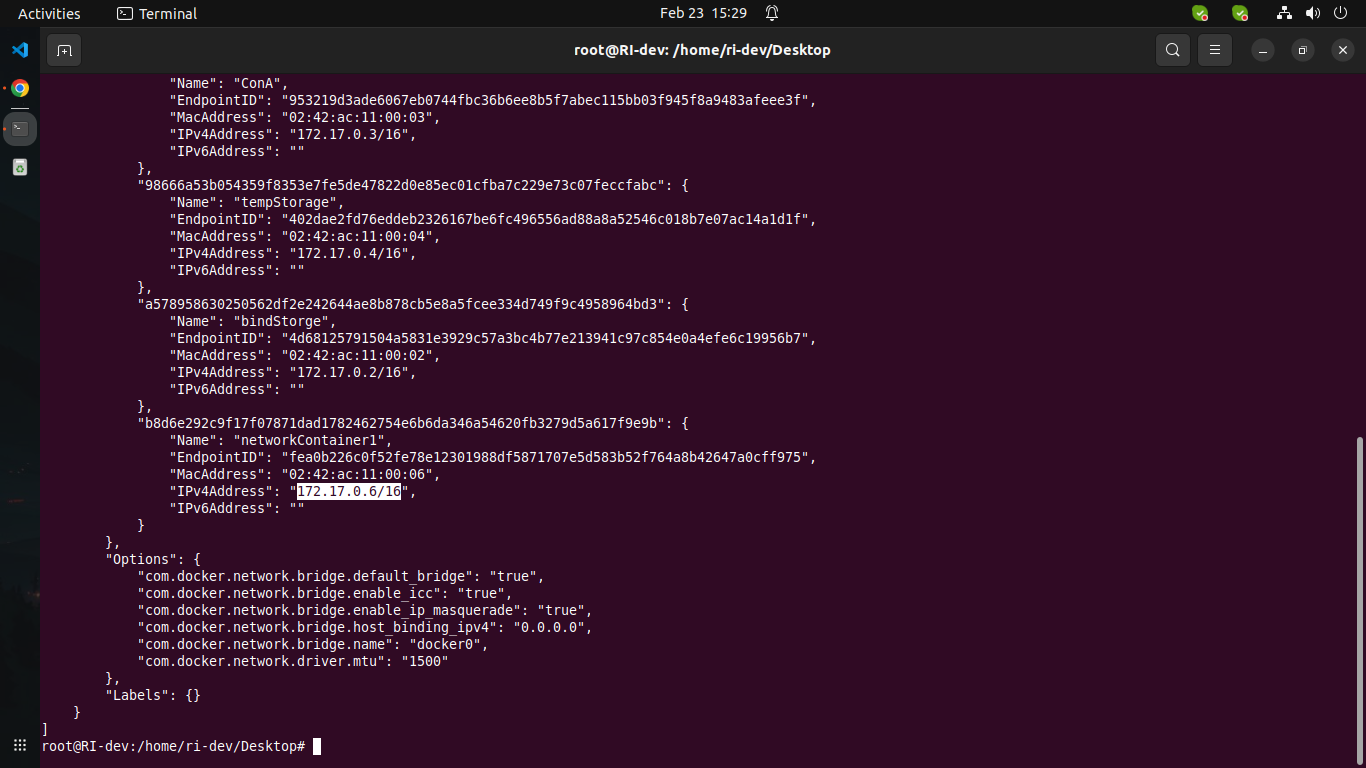 Activities
Terminal
Feb 23 15:29
root@RI-dev: /home/ri-dev/Desktop
                "Name": "ConA",
                "EndpointID": "953219d3ade6067eb0744fbc36b6ee8b5f7abec115bb03f945f8a9483afeee3f",
                "MacAddress": "02:42:ac:11:00:03",
                "IPv4Address": "172.17.0.3/16",
                "IPv6Address": ""
            },
            "98666a53b054359f8353e7fe5de47822d0e85ec01cfba7c229e73c07feccfabc": {
                "Name": "tempStorage",
                "EndpointID": "402dae2fd76eddeb2326167be6fc496556ad88a8a52546c018b7e07ac14a1d1f",
                "MacAddress": "02:42:ac:11:00:04",
                "IPv4Address": "172.17.0.4/16",
                "IPv6Address": ""
            },
            "a578958630250562df2e242644ae8b878cb5e8a5fcee334d749f9c4958964bd3": {
                "Name": "bindStorge",
                "EndpointID": "4d68125791504a5831e3929c57a3bc4b77e213941c97c854e0a4efe6c19956b7",
                "MacAddress": "02:42:ac:11:00:02",
                "IPv4Address": "172.17.0.2/16",
                "IPv6Address": ""
            },
            "b8d6e292c9f17f07871dad1782462754e6b6da346a54620fb3279d5a617f9e9b": {
                "Name": "networkContainer1",
                "EndpointID": "fea0b226c0f52fe78e12301988df5871707e5d583b52f764a8b42647a0cff975",
                "MacAddress": "02:42:ac:11:00:06",
                "IPv4Address": "172.17.0.6/16",
                "IPv6Address": ""
            }
        },
        "Options": {
            "com.docker.network.bridge.default_bridge": "true",
            "com.docker.network.bridge.enable_icc": "true",
            "com.docker.network.bridge.enable_ip_masquerade": "true",
            "com.docker.network.bridge.host_binding_ipv4": "0.0.0.0",
            "com.docker.network.bridge.name": "docker0",
            "com.docker.network.driver.mtu": "1500"
        },
        "Labels": {}
    }
]
root@RI-dev:/home/ri-dev/Desktop#